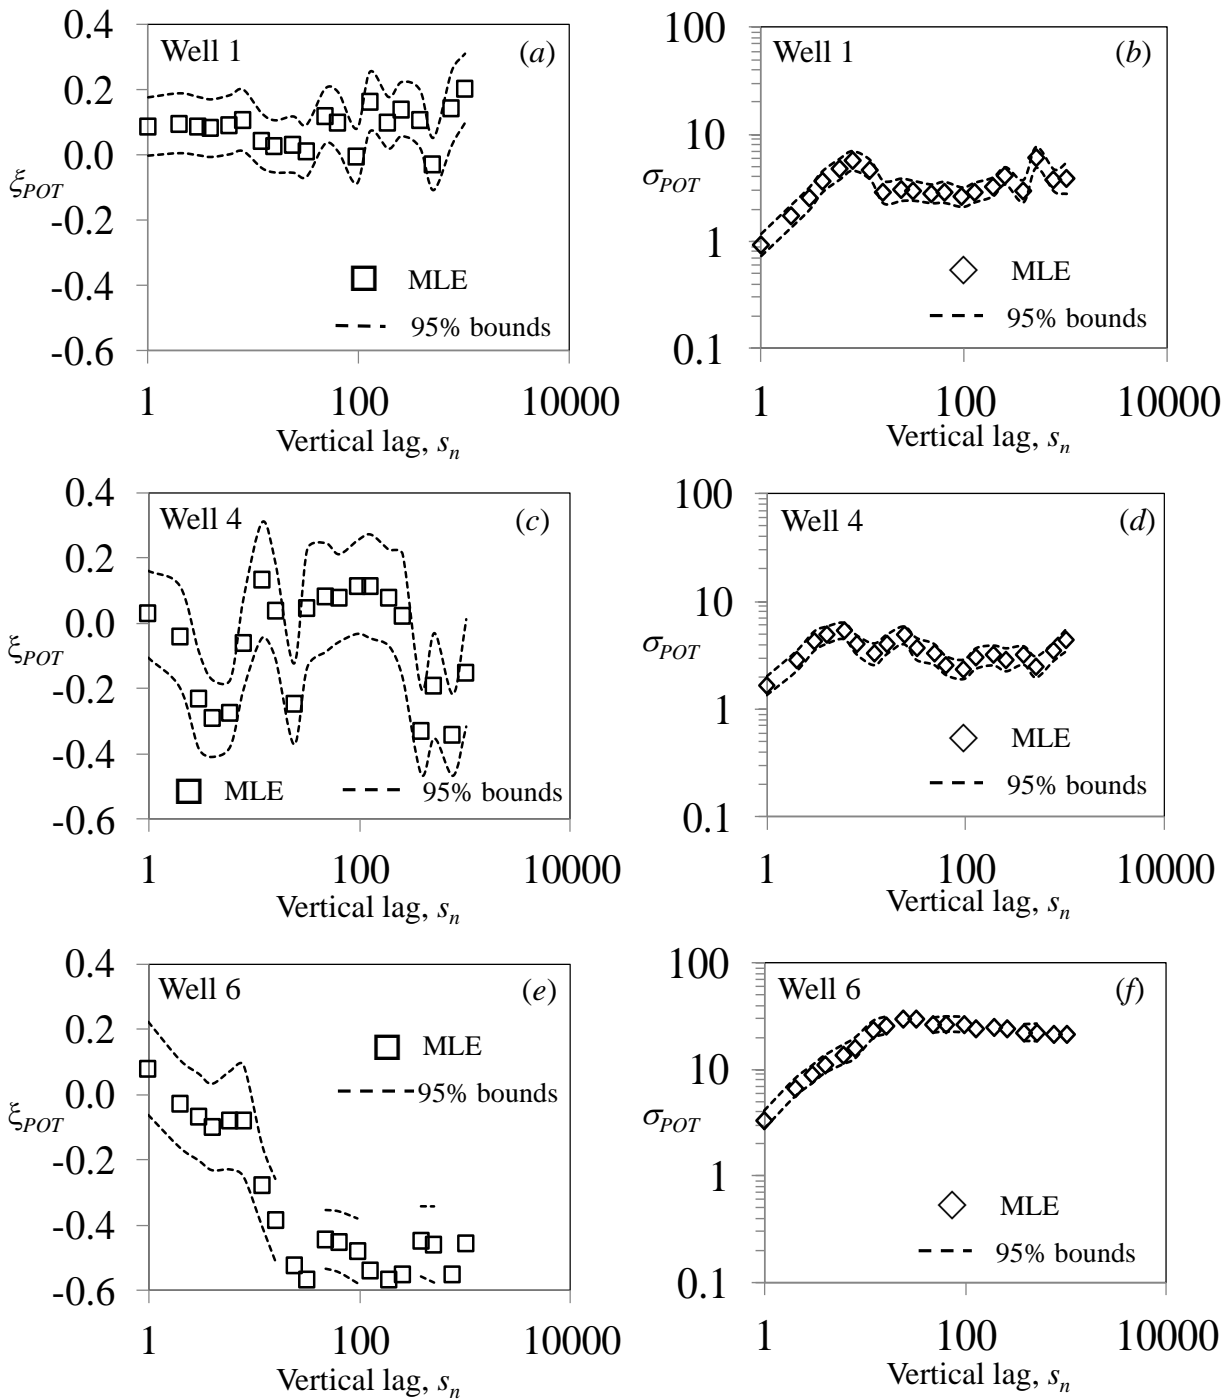 0.4
0.2
0.0
-0.2
-0.4
-0.6
ξPOT
Well 1
(a)
MLE
95% bounds
1
100
10000
Vertical lag, sn
100
10
1
0.1
σPOT
Well 1
(b)
MLE
95% bounds
1
100
10000
Vertical lag, sn
0.4
0.2
0.0
-0.2
-0.4
-0.6
ξPOT
Well 4
(c)
MLE
95% bounds
1
100
10000
Vertical lag, sn
100
10
1
0.1
σPOT
Well 4
(d)
MLE
95% bounds
1
100
10000
Vertical lag, sn
0.4
0.2
0.0
-0.2
-0.4
-0.6
ξPOT
Well 6
(e)
MLE
95% bounds
1
100
10000
Vertical lag, sn
100
10
1
0.1
σPOT
Well 6
(f)
MLE
95% bounds
1
100
10000
Vertical lag, sn